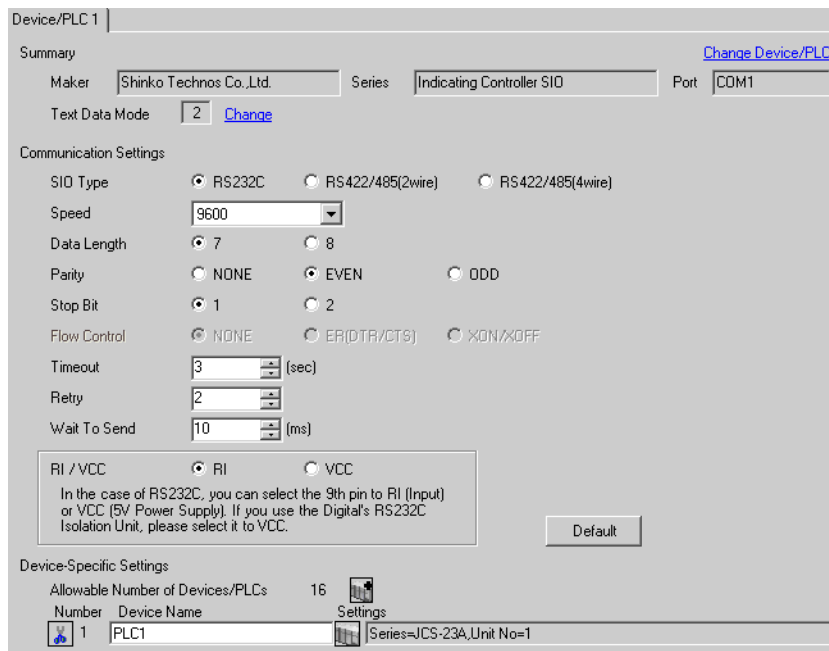 Device/PLC 1
Summary Change Device/PLC
Maker Shinko Technos Co.,Ltd. Series Indicating Controller SIO Port COM1
Text Data Mode 2 Change
Communication Settings
SIO Type RS232C RS422/485(2wire) RS422/485(4wire)
Speed 9600
Data Length 7 8
Parity NONE EVEN ODD
Stop Bit 1 2
Flow Control NONE ER(DTR/CTS) XON/XOFF
Timeout 3 (sec)
Retry 2
Wait To Send 10 (ms)
RI / VCC RI VCC
In the case of RS232C, you can select the 9th pin to RI (Input)
or VCC (5V Power Supply). If you use the Digital's RS232C
Isolation Unit, please select it to VCC.
Default
Device-Specific Settings
Allowable Number of Devices/PLCs 16
Number Device Name Settings
1 PLC1 Series=JCS-23A,Unit No=1